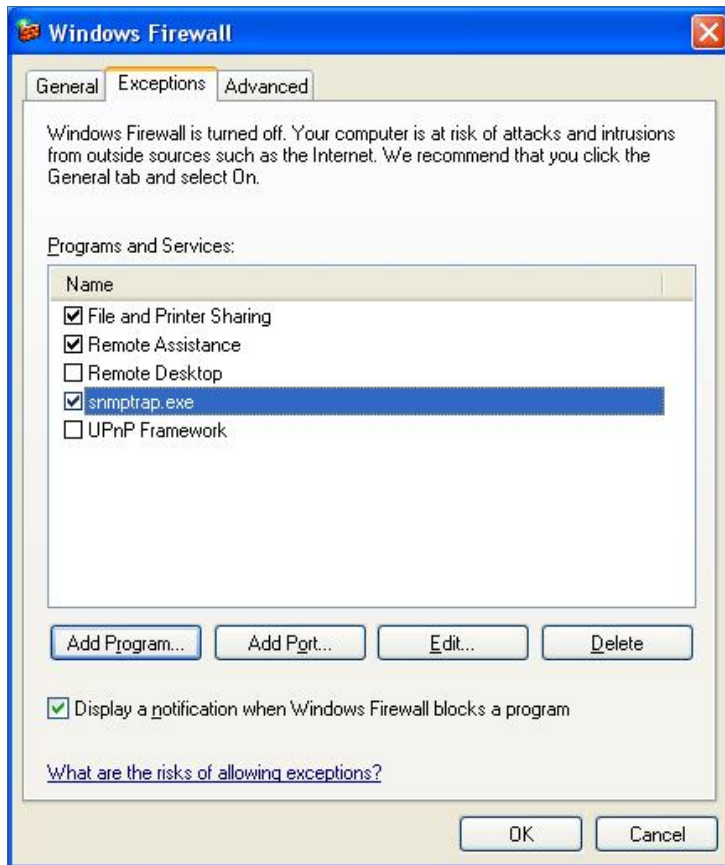 Windows Firewall
General Exceptions Advanced
Windows Firewall is turned off. Your computer is at risk of attacks and intrusions
from outside sources such as the Internet. We recommend that you click the
General tab and select On.
Programs and Services:
Name
File and Printer Sharing
Remote Assistance
Remote Desktop
snmptrap.exe
UPnP Framework
Add Program... Add Port... Edit... Delete
Display a notification when Windows Firewall blocks a program
What are the risks of allowing exceptions?
OK Cancel